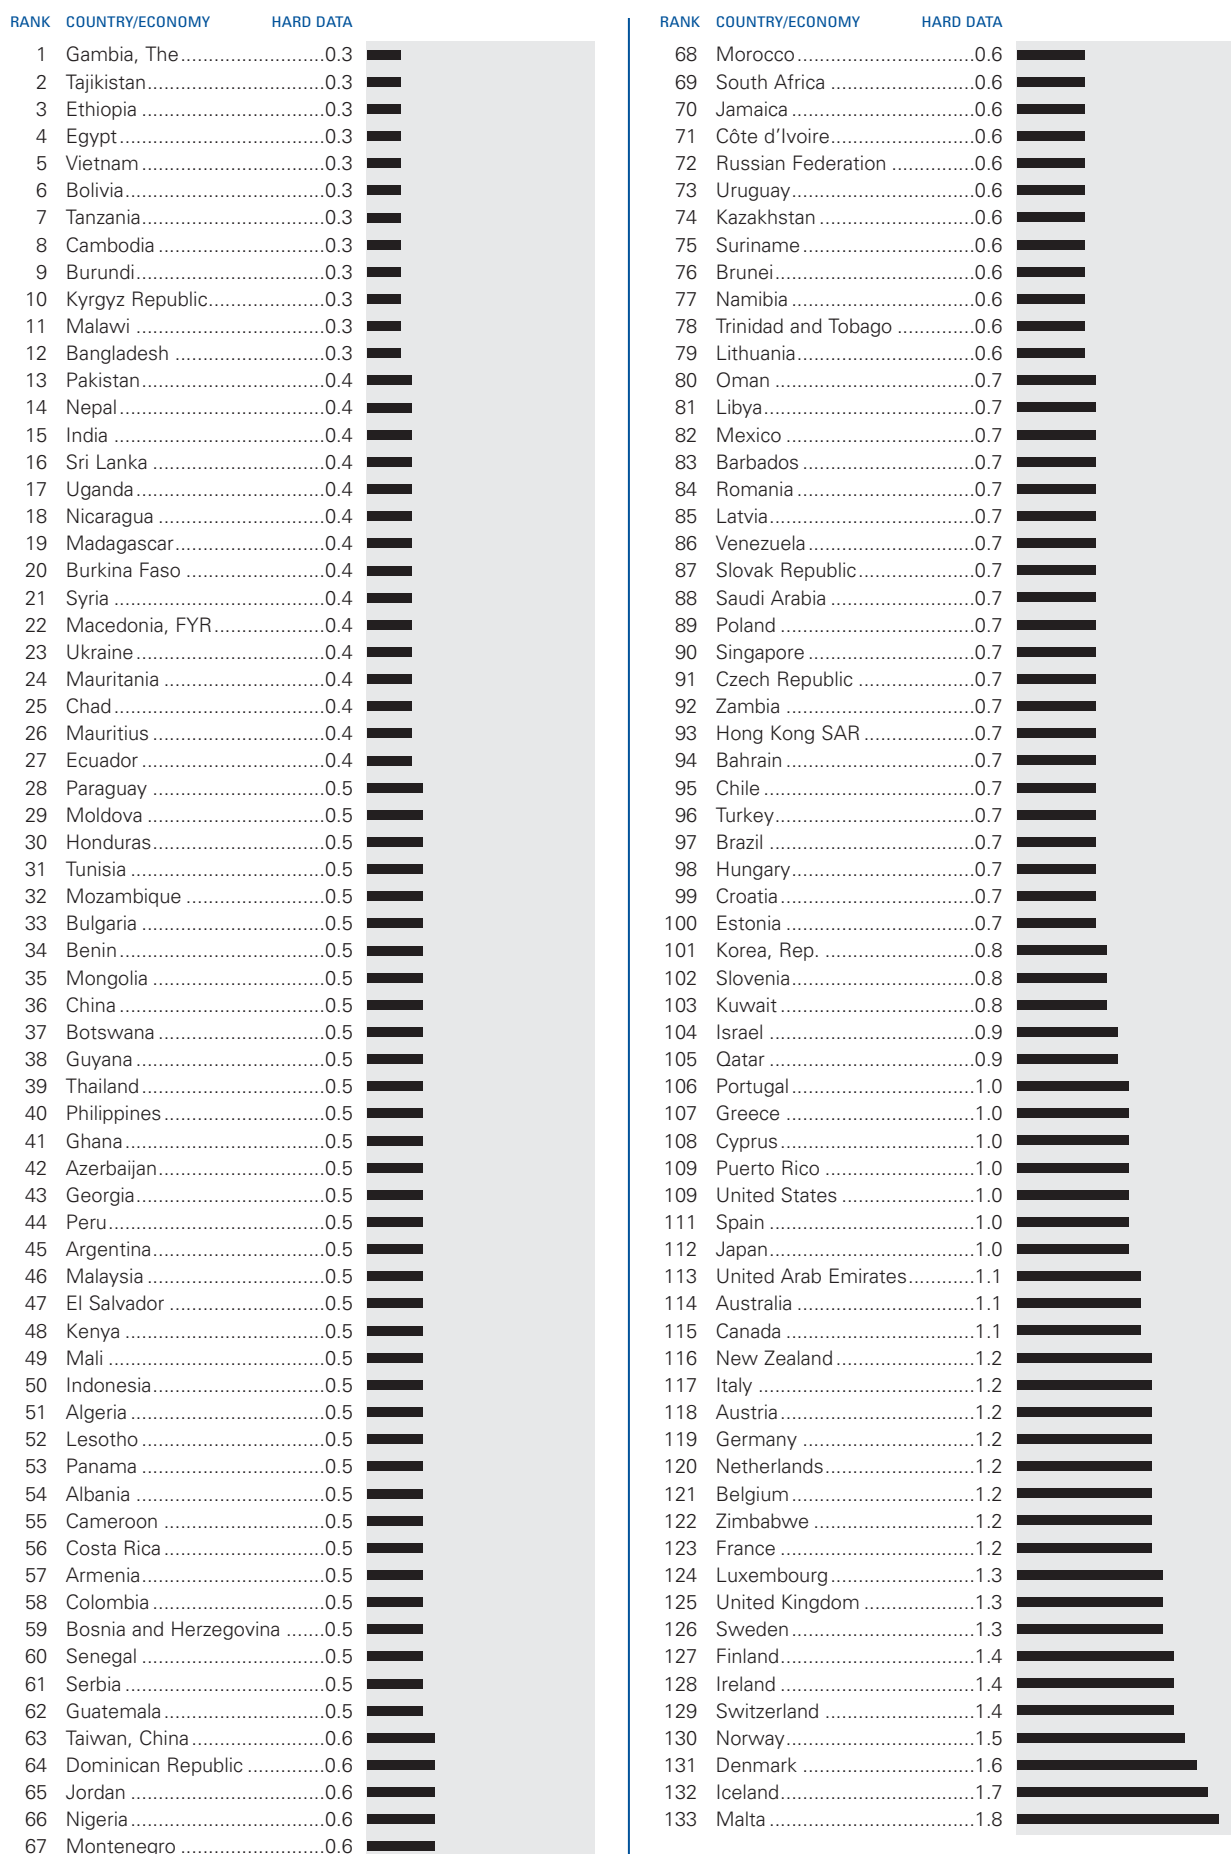 RANK COUNTRY/ECONOMY HARD DATA
1 Gambia, The...........................0.3
2 Tajikistan.................................0.3
3 Ethiopia ..................................0.3
4 Egypt......................................0.3
5 Vietnam ..................................0.3
6 Bolivia.....................................0.3
7 Tanzania..................................0.3
8 Cambodia ...............................0.3
9 Burundi...................................0.3
10 Kyrgyz Republic......................0.3
11 Malawi ...................................0.3
12 Bangladesh ............................0.3
13 Pakistan..................................0.4
14 Nepal......................................0.4
15 India .......................................0.4
16 Sri Lanka ................................0.4
17 Uganda...................................0.4
18 Nicaragua ...............................0.4
19 Madagascar............................0.4
20 Burkina Faso ..........................0.4
21 Syria .......................................0.4
22 Macedonia, FYR.....................0.4
23 Ukraine...................................0.4
24 Mauritania ..............................0.4
25 Chad.......................................0.4
26 Mauritius ................................0.4
27 Ecuador ..................................0.4
28 Paraguay ................................0.5
29 Moldova .................................0.5
30 Honduras................................0.5
31 Tunisia ....................................0.5
32 Mozambique ..........................0.5
33 Bulgaria ..................................0.5
34 Benin......................................0.5
35 Mongolia ................................0.5
36 China ......................................0.5
37 Botswana ...............................0.5
38 Guyana ...................................0.5
39 Thailand..................................0.5
40 Philippines..............................0.5
41 Ghana.....................................0.5
42 Azerbaijan...............................0.5
43 Georgia...................................0.5
44 Peru........................................0.5
45 Argentina................................0.5
46 Malaysia .................................0.5
47 El Salvador .............................0.5
48 Kenya .....................................0.5
49 Mali ........................................0.5
50 Indonesia................................0.5
51 Algeria ....................................0.5
52 Lesotho ..................................0.5
53 Panama ..................................0.5
54 Albania ...................................0.5
55 Cameroon ..............................0.5
56 Costa Rica..............................0.5
57 Armenia..................................0.5
58 Colombia ................................0.5
59 Bosnia and Herzegovina .......0.5
60 Senegal ..................................0.5
61 Serbia .....................................0.5
62 Guatemala..............................0.5
63 Taiwan, China.........................0.6
64 Dominican Republic ..............0.6
65 Jordan ....................................0.6
66 Nigeria....................................0.6
67 Montenegro ...........................0.6
RANK COUNTRY/ECONOMY HARD DATA
68 Morocco.................................0.6
69 South Africa ...........................0.6
70 Jamaica ..................................0.6
71 Côte d’Ivoire...........................0.6
72 Russian Federation ................0.6
73 Uruguay..................................0.6
74 Kazakhstan .............................0.6
75 Suriname................................0.6
76 Brunei.....................................0.6
77 Namibia ..................................0.6
78 Trinidad and Tobago ...............0.6
79 Lithuania.................................0.6
80 Oman .....................................0.7
81 Libya.......................................0.7
82 Mexico ...................................0.7
83 Barbados ................................0.7
84 Romania .................................0.7
85 Latvia......................................0.7
86 Venezuela...............................0.7
87 Slovak Republic......................0.7
88 Saudi Arabia ...........................0.7
89 Poland ....................................0.7
90 Singapore ...............................0.7
91 Czech Republic ......................0.7
92 Zambia ...................................0.7
93 Hong Kong SAR .....................0.7
94 Bahrain ...................................0.7
95 Chile .......................................0.7
96 Turkey.....................................0.7
97 Brazil ......................................0.7
98 Hungary..................................0.7
99 Croatia....................................0.7
100 Estonia ...................................0.7
101 Korea, Rep. ............................0.8
102 Slovenia..................................0.8
103 Kuwait ....................................0.8
104 Israel ......................................0.9
105 Qatar ......................................0.9
106 Portugal..................................1.0
107 Greece ...................................1.0
108 Cyprus....................................1.0
109 Puerto Rico ............................1.0
109 United States .........................1.0
111 Spain ......................................1.0
112 Japan......................................1.0
113 United Arab Emirates............1.1
114 Australia .................................1.1
115 Canada ...................................1.1
116 New Zealand..........................1.2
117 Italy ........................................1.2
118 Austria....................................1.2
119 Germany ................................1.2
120 Netherlands............................1.2
121 Belgium..................................1.2
122 Zimbabwe ..............................1.2
123 France ....................................1.2
124 Luxembourg...........................1.3
125 United Kingdom .....................1.3
126 Sweden..................................1.3
127 Finland....................................1.4
128 Ireland ....................................1.4
129 Switzerland ............................1.4
130 Norway...................................1.5
131 Denmark ................................1.6
132 Iceland....................................1.7
133 Malta ......................................1.8